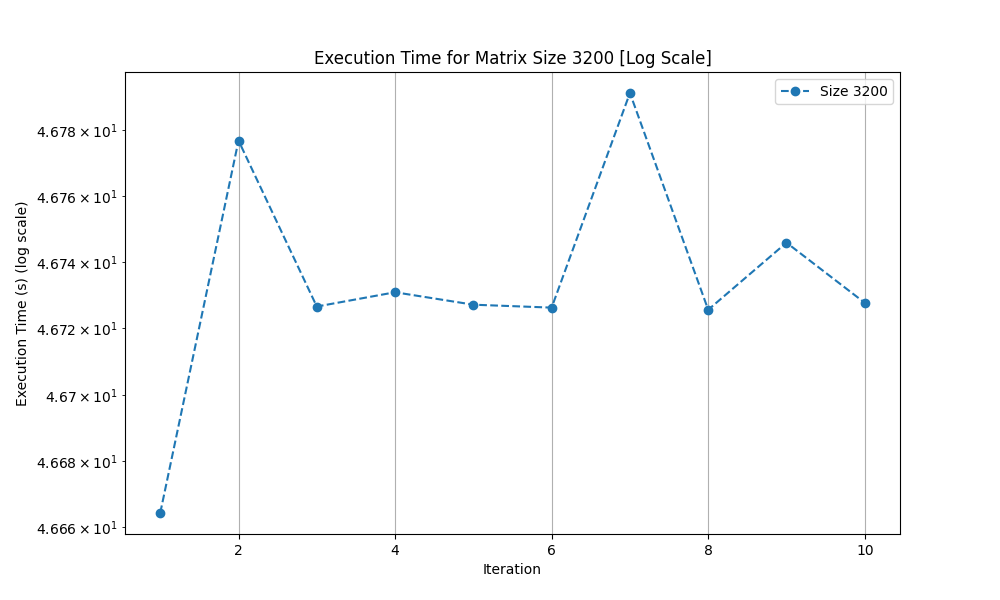 Execution Time for Matrix Size 3200 [Log Scale]
Size 3200
Execution Time (s) (log scale)
4.678 × 10¹
4.676 × 10¹
4.674 × 10¹
4.672 × 10¹
4.67 × 10¹
4.668 × 10¹
4.666 × 10¹
2 4 6 8 10
Iteration